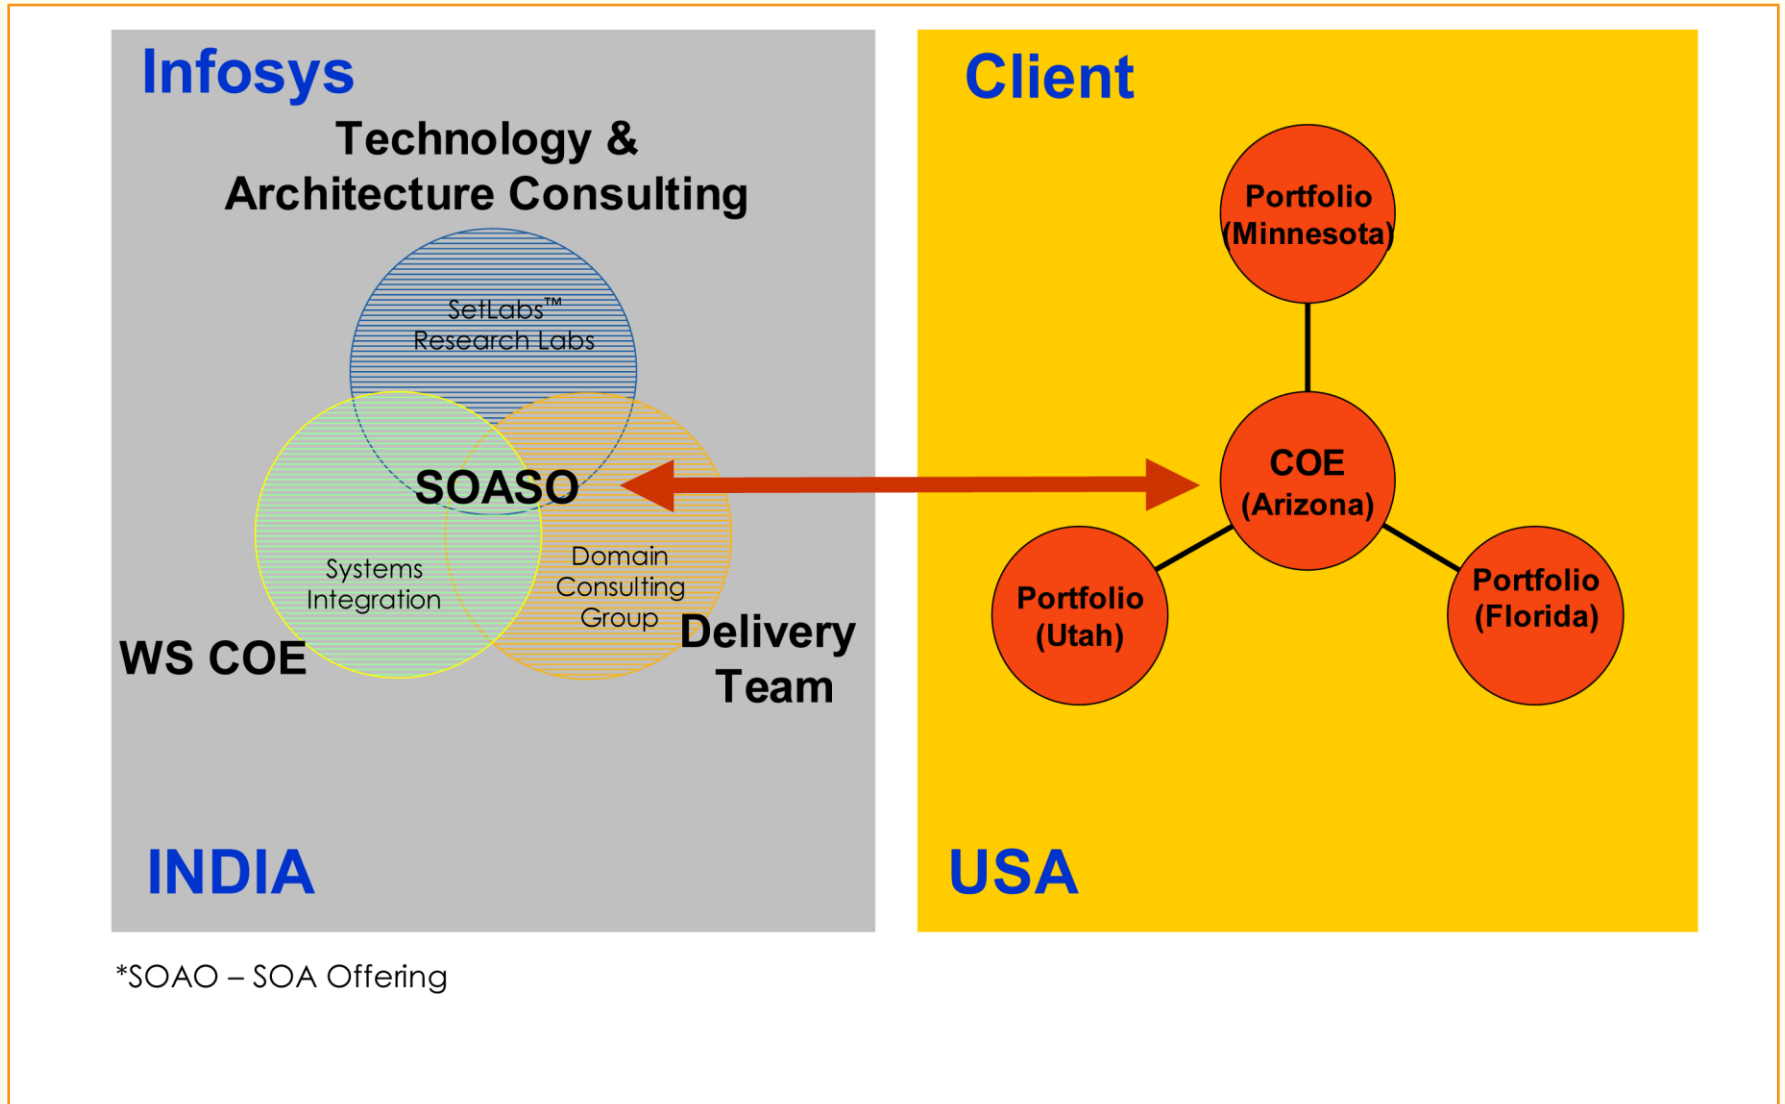 Infosys
Technology &
Architecture Consulting
SetLabs™
Research Labs
SOASO
Systems
Integration
Domain
Consulting
Group
WS COE
Delivery
Team
INDIA
Client
Portfolio
(Minnesota)
COE
(Arizona)
Portfolio
(Utah)
Portfolio
(Florida)
USA
*SOAO – SOA Offering